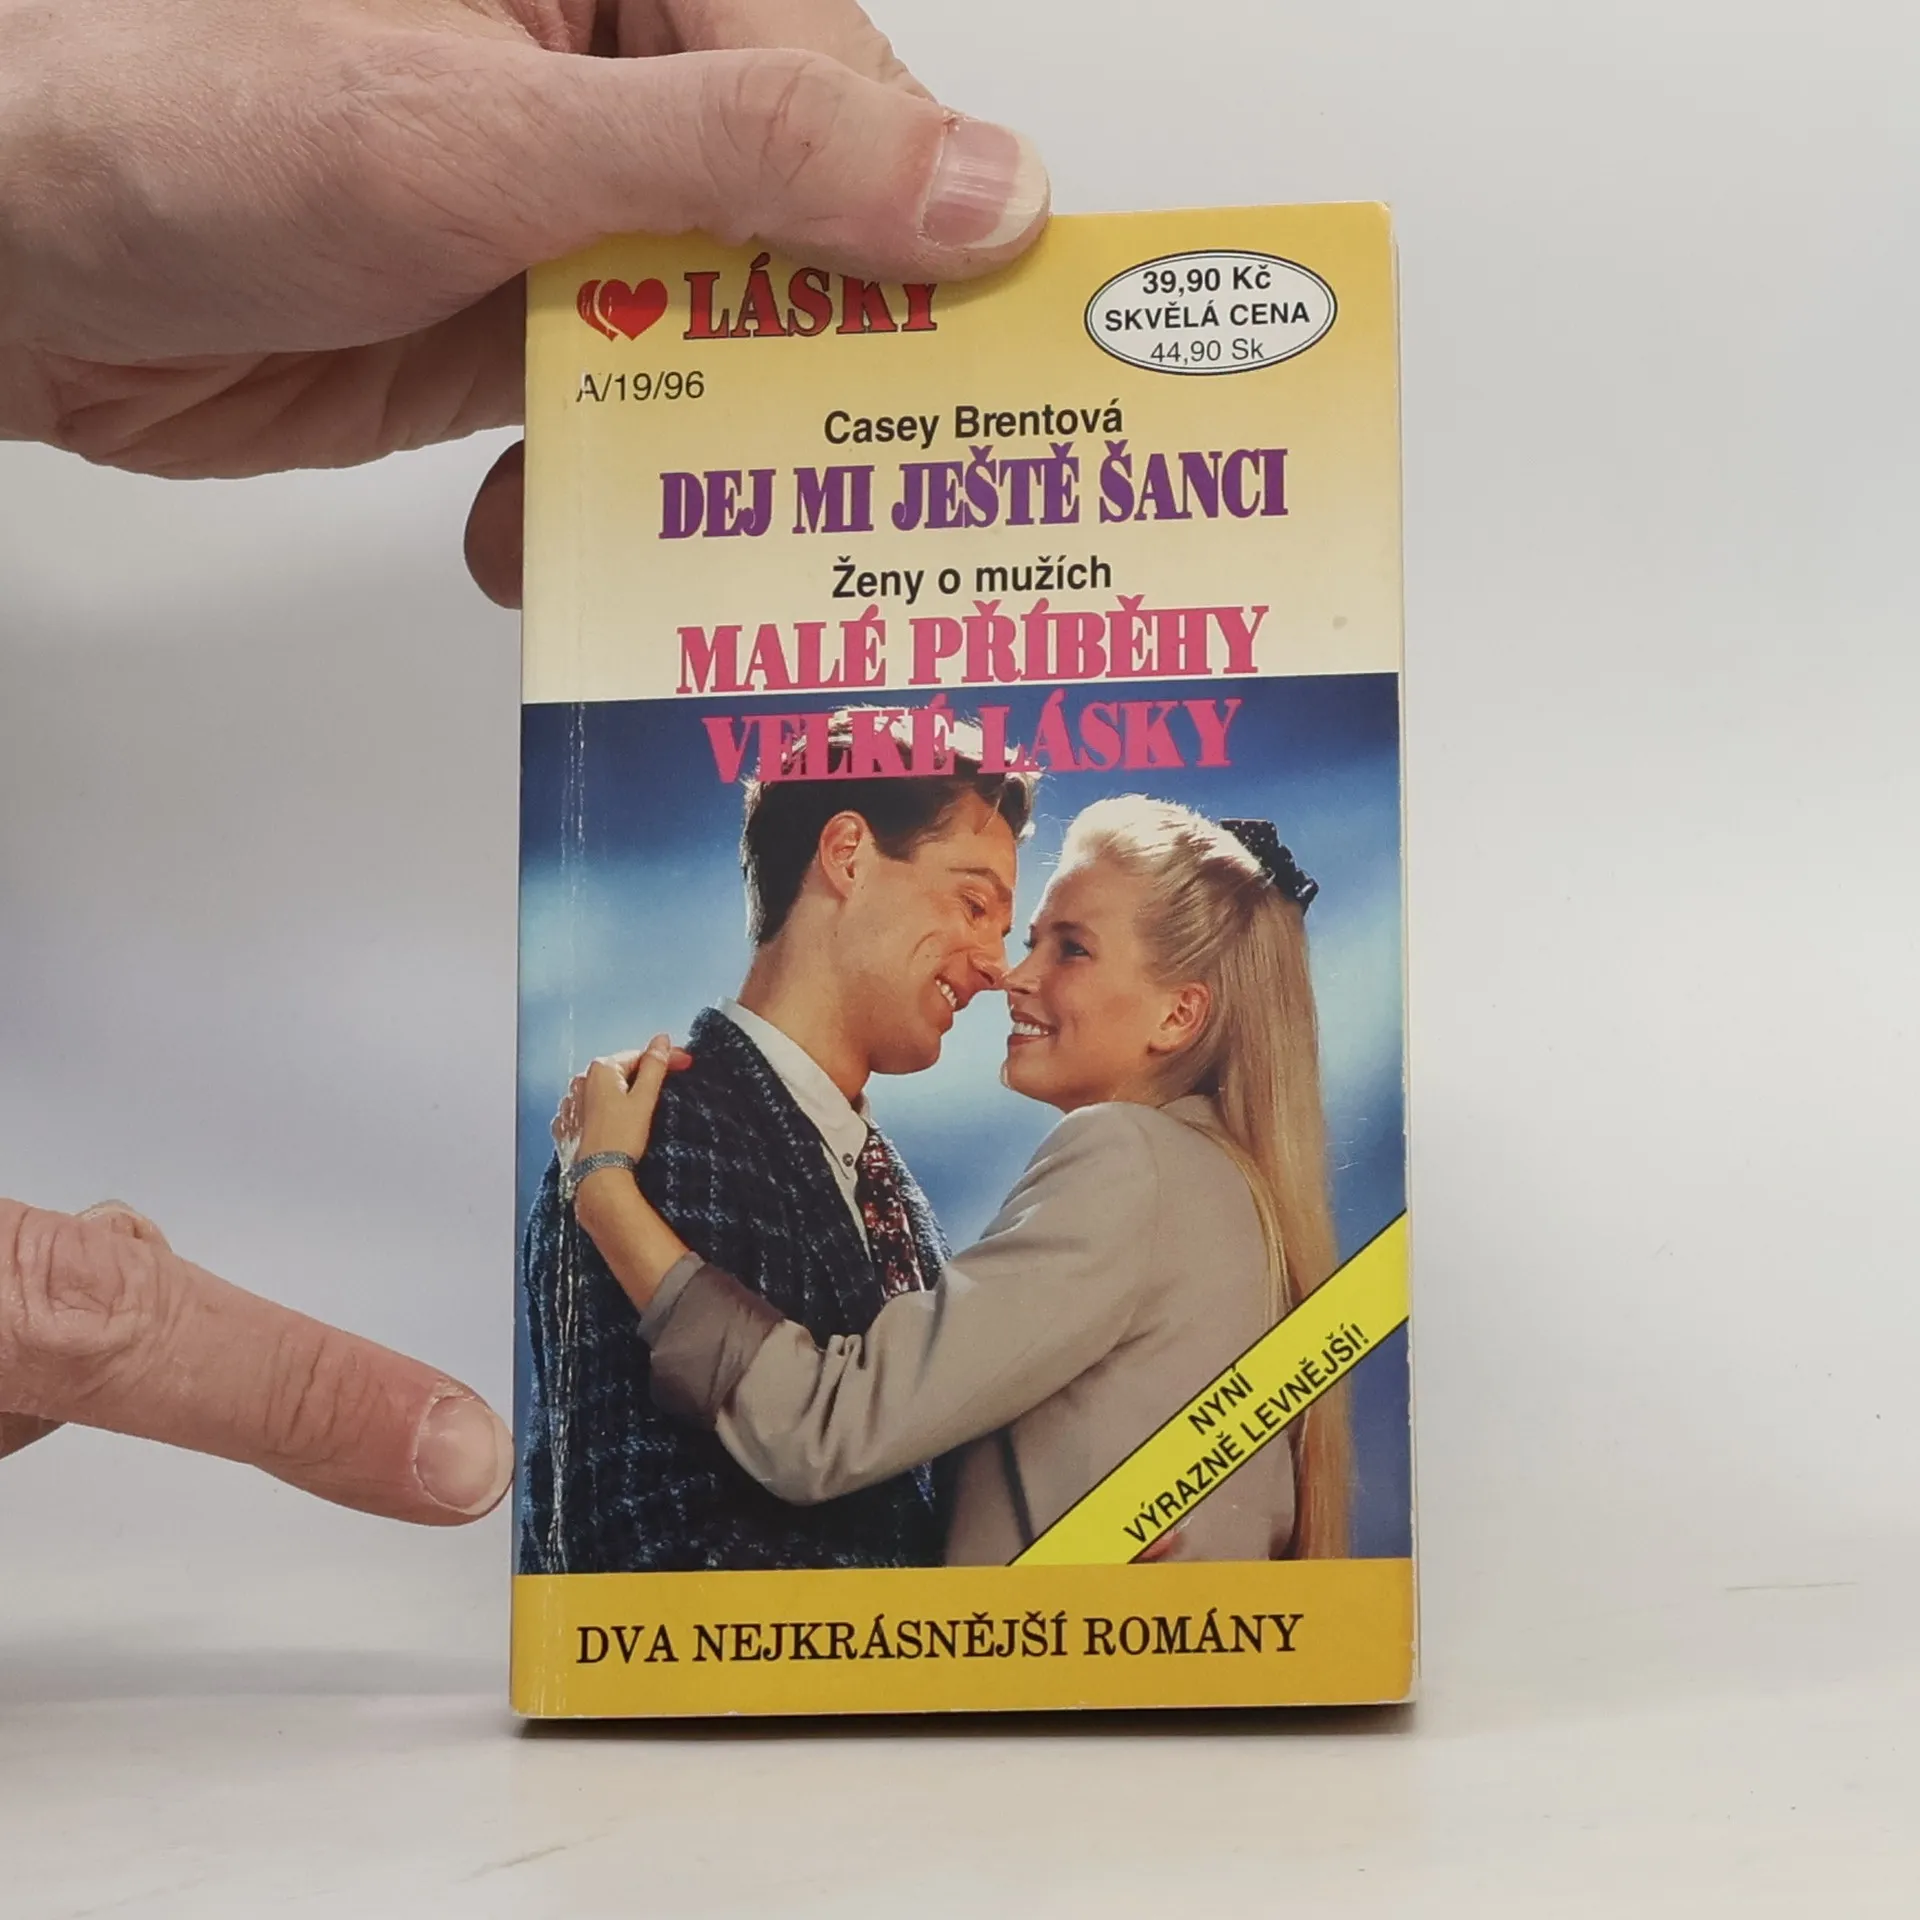 LÁSKY
39,90 Kč
SKVĚLÁ CENA
44,90 Sk
A/19/96
Casey Brentová
DEJ MI JEŠTĚ ŠANCI
Ženy o mužích
MALÉ PŘÍBĚHY
VELKÉ LÁSKY
NYNÍ
VÝRAZNĚ LEVNĚJŠÍ!
DVA NEJKRÁSNĚJŠÍ ROMÁNY